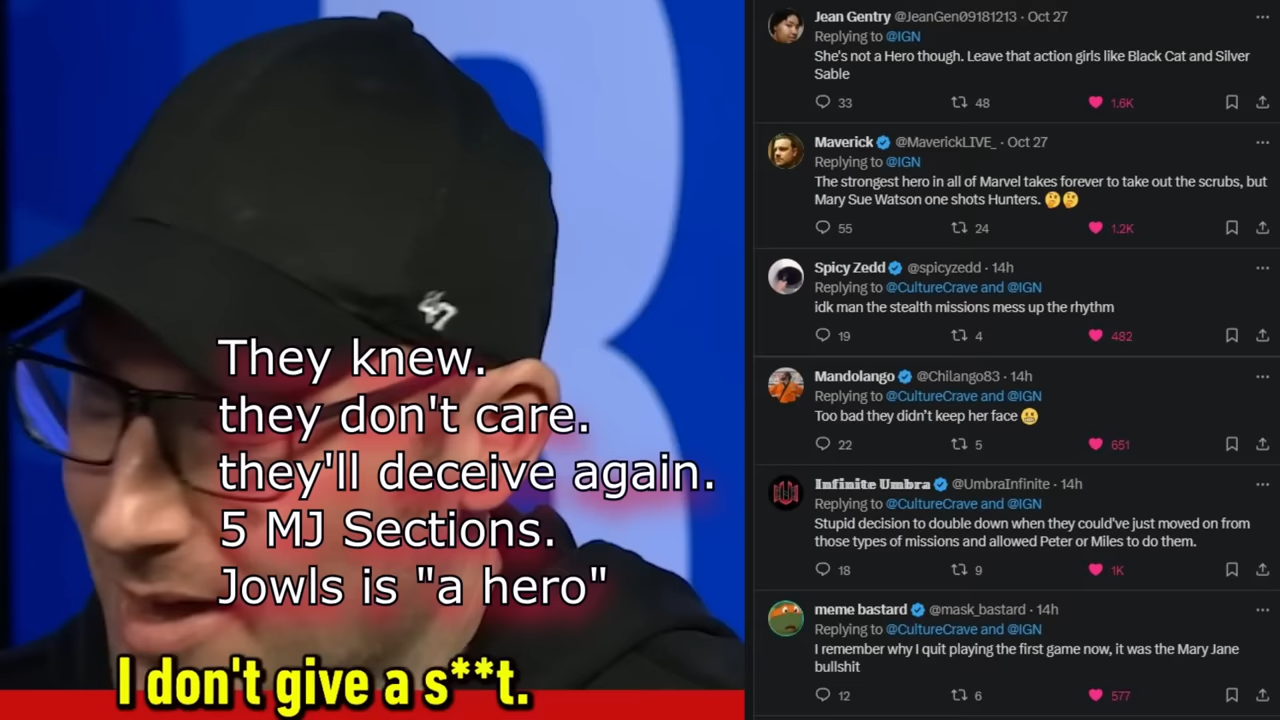 47
They knew.
they don't care.
they'll deceive again.
5 MJ Sections.
Jowls is "a hero"
I don't give a s**t.
Jean Gentry @JeanGen09181213 · Oct 27
Replying to @IGN
She's not a Hero though. Leave that action girls like Black Cat and Silver
Sable
33 48 1.6K
Maverick @MaverickLIVE_ · Oct 27
Replying to @IGN
The strongest hero in all of Marvel takes forever to take out the scrubs, but
Mary Sue Watson one shots Hunters. 🤔🤔
55 24 1.2K
Spicy Zedd @spicyzedd · 14h
Replying to @CultureCrave and @IGN
idk man the stealth missions mess up the rhythm
19 4 482
Mandolango @Chilango83 · 14h
Replying to @CultureCrave and @IGN
Too bad they didn't keep her face 😬
22 5 651
Infinite Umbra @UmbraInfinite · 14h
Replying to @CultureCrave and @IGN
Stupid decision to double down when they could've just moved on from
those types of missions and allowed Peter or Miles to do them.
18 9 1K
meme bastard @mask_bastard · 14h
Replying to @CultureCrave and @IGN
I remember why I quit playing the first game now, it was the Mary Jane
bullshit
12 6 577